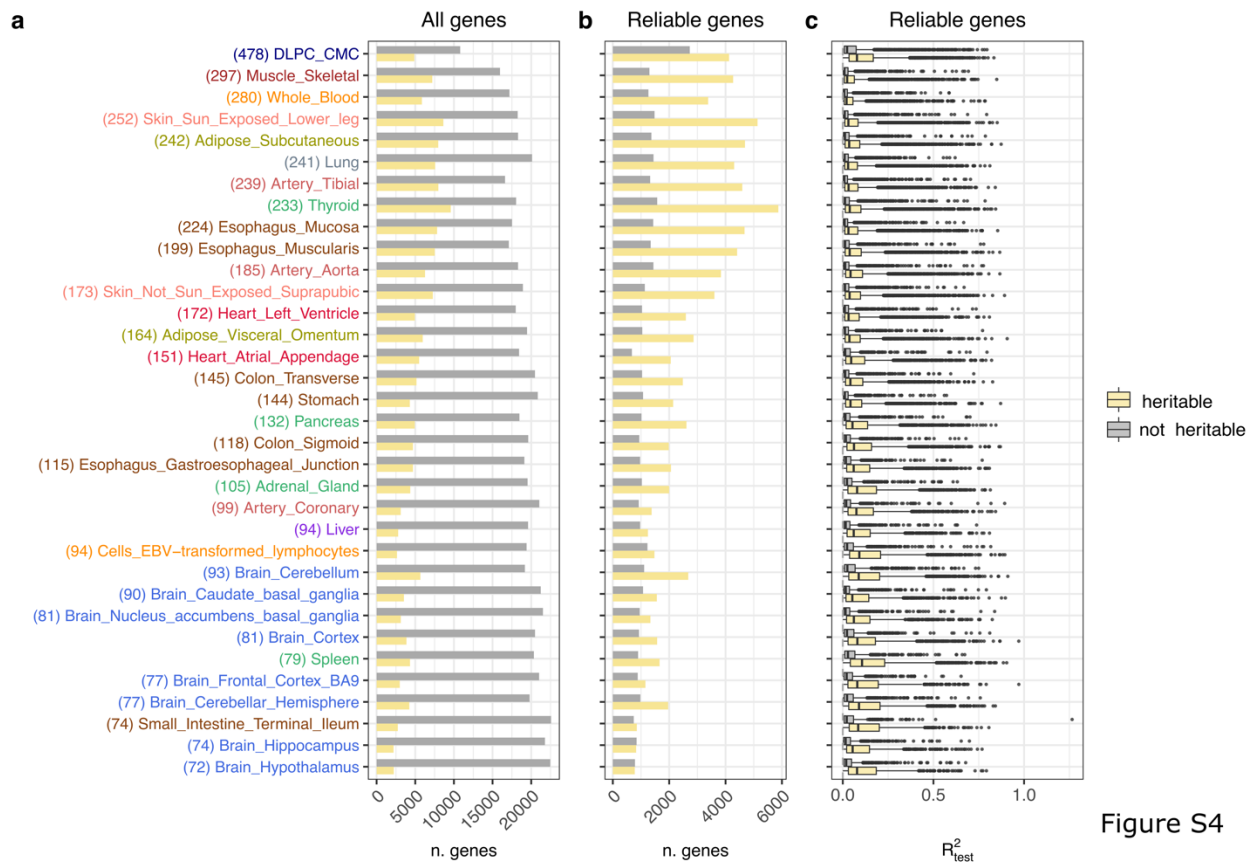 a
All genes
b
Reliable genes
c
Reliable genes
(478) DLPC_CMC
(297) Muscle_Skeletal
(280) Whole_Blood
(252) Skin_Sun_Exposed_Lower_leg
(242) Adipose_Subcutaneous
(241) Lung
(239) Artery_Tibial
(233) Thyroid
(224) Esophagus_Mucosa
(199) Esophagus_Muscularis
(185) Artery_Aorta
(173) Skin_Not_Sun_Exposed_Suprapubic
(172) Heart_Left_Ventricle
(164) Adipose_Visceral_Omentum
(151) Heart_Atrial_Appendage
(145) Colon_Transverse
(144) Stomach
(132) Pancreas
(118) Colon_Sigmoid
(115) Esophagus_Gastroesophageal_Junction
(105) Adrenal_Gland
(99) Artery_Coronary
(94) Liver
(94) Cells_EBV−transformed_lymphocytes
(93) Brain_Cerebellum
(90) Brain_Caudate_basal_ganglia
(81) Brain_Nucleus_accumbens_basal_ganglia
(81) Brain_Cortex
(79) Spleen
(77) Brain_Frontal_Cortex_BA9
(77) Brain_Cerebellar_Hemisphere
(74) Small_Intestine_Terminal_Ileum
(74) Brain_Hippocampus
(72) Brain_Hypothalamus
heritable
not heritable
0 5000 10000 15000 20000
0 2000 4000 6000
0.0 0.5 1.0
n. genes
n. genes
R²test
Figure S4